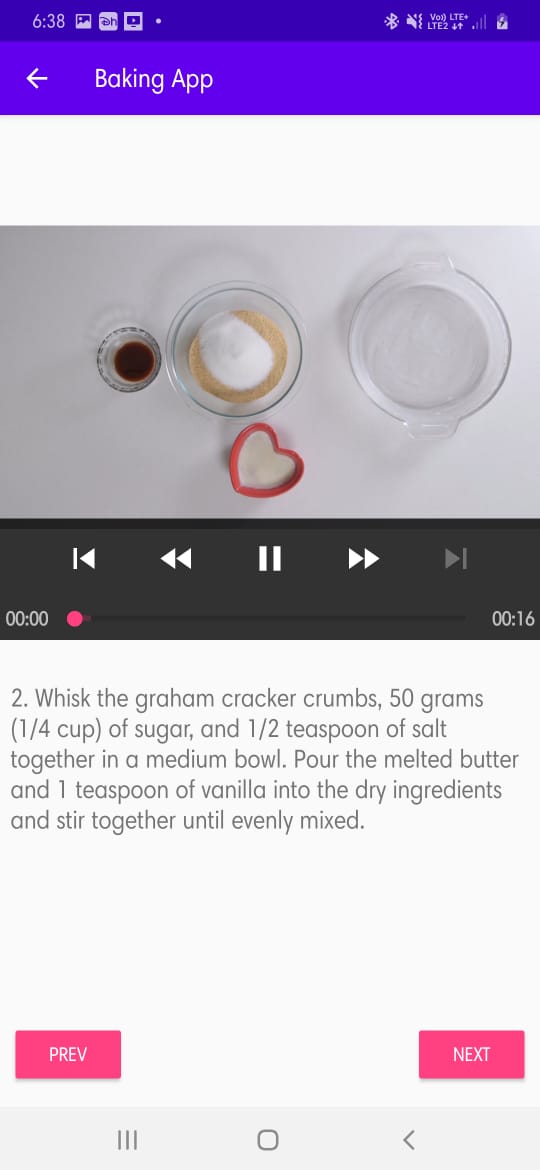 6:38
Vo)) LTE+
LTE2
Baking App
00:00
00:16
2. Whisk the graham cracker crumbs, 50 grams
(1/4 cup) of sugar, and 1/2 teaspoon of salt
together in a medium bowl. Pour the melted butter
and 1 teaspoon of vanilla into the dry ingredients
and stir together until evenly mixed.
PREV
NEXT